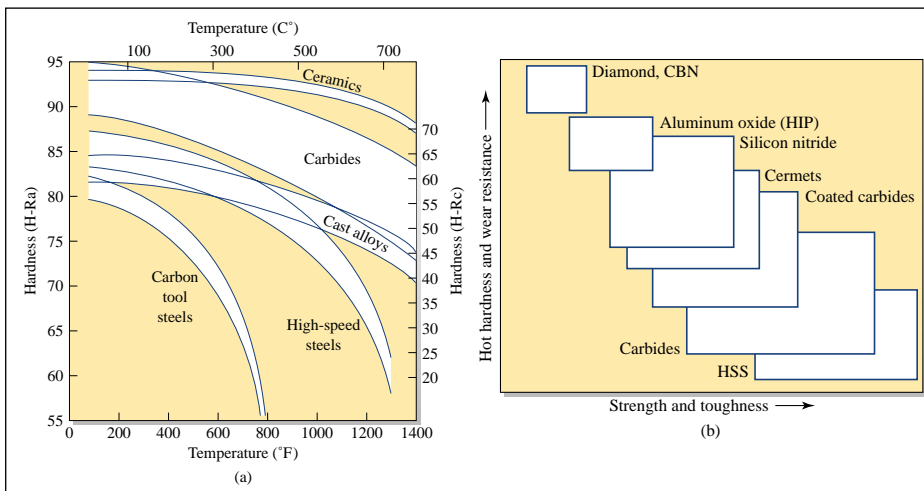 Temperature (C°)
100 300 500 700
95
90
85
80
75
70
65
60
55
Hardness (H-Ra)
Ceramics
Carbides
Cast alloys
Carbon
tool
steels
High-speed
steels
70
65
60
55
50
45
40
35
30
25
20
Hardness (H-Rc)
0 200 400 600 800 1000 1200 1400
Temperature (˚F)
(a)
Hot hardness and wear resistance
Diamond, CBN
Aluminum oxide (HIP)
Silicon nitride
Cermets
Coated carbides
Carbides
HSS
Strength and toughness
(b)